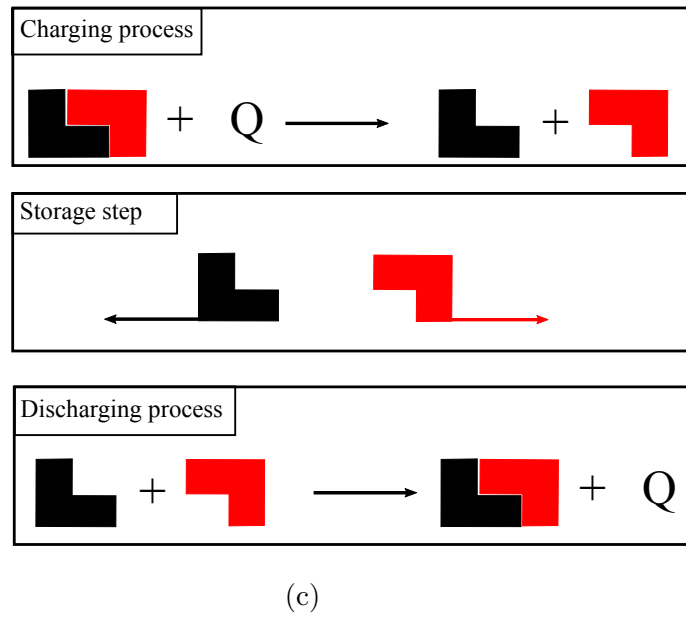 Charging process
+ Q +
Storage step
Discharging process
+ + Q
(c)